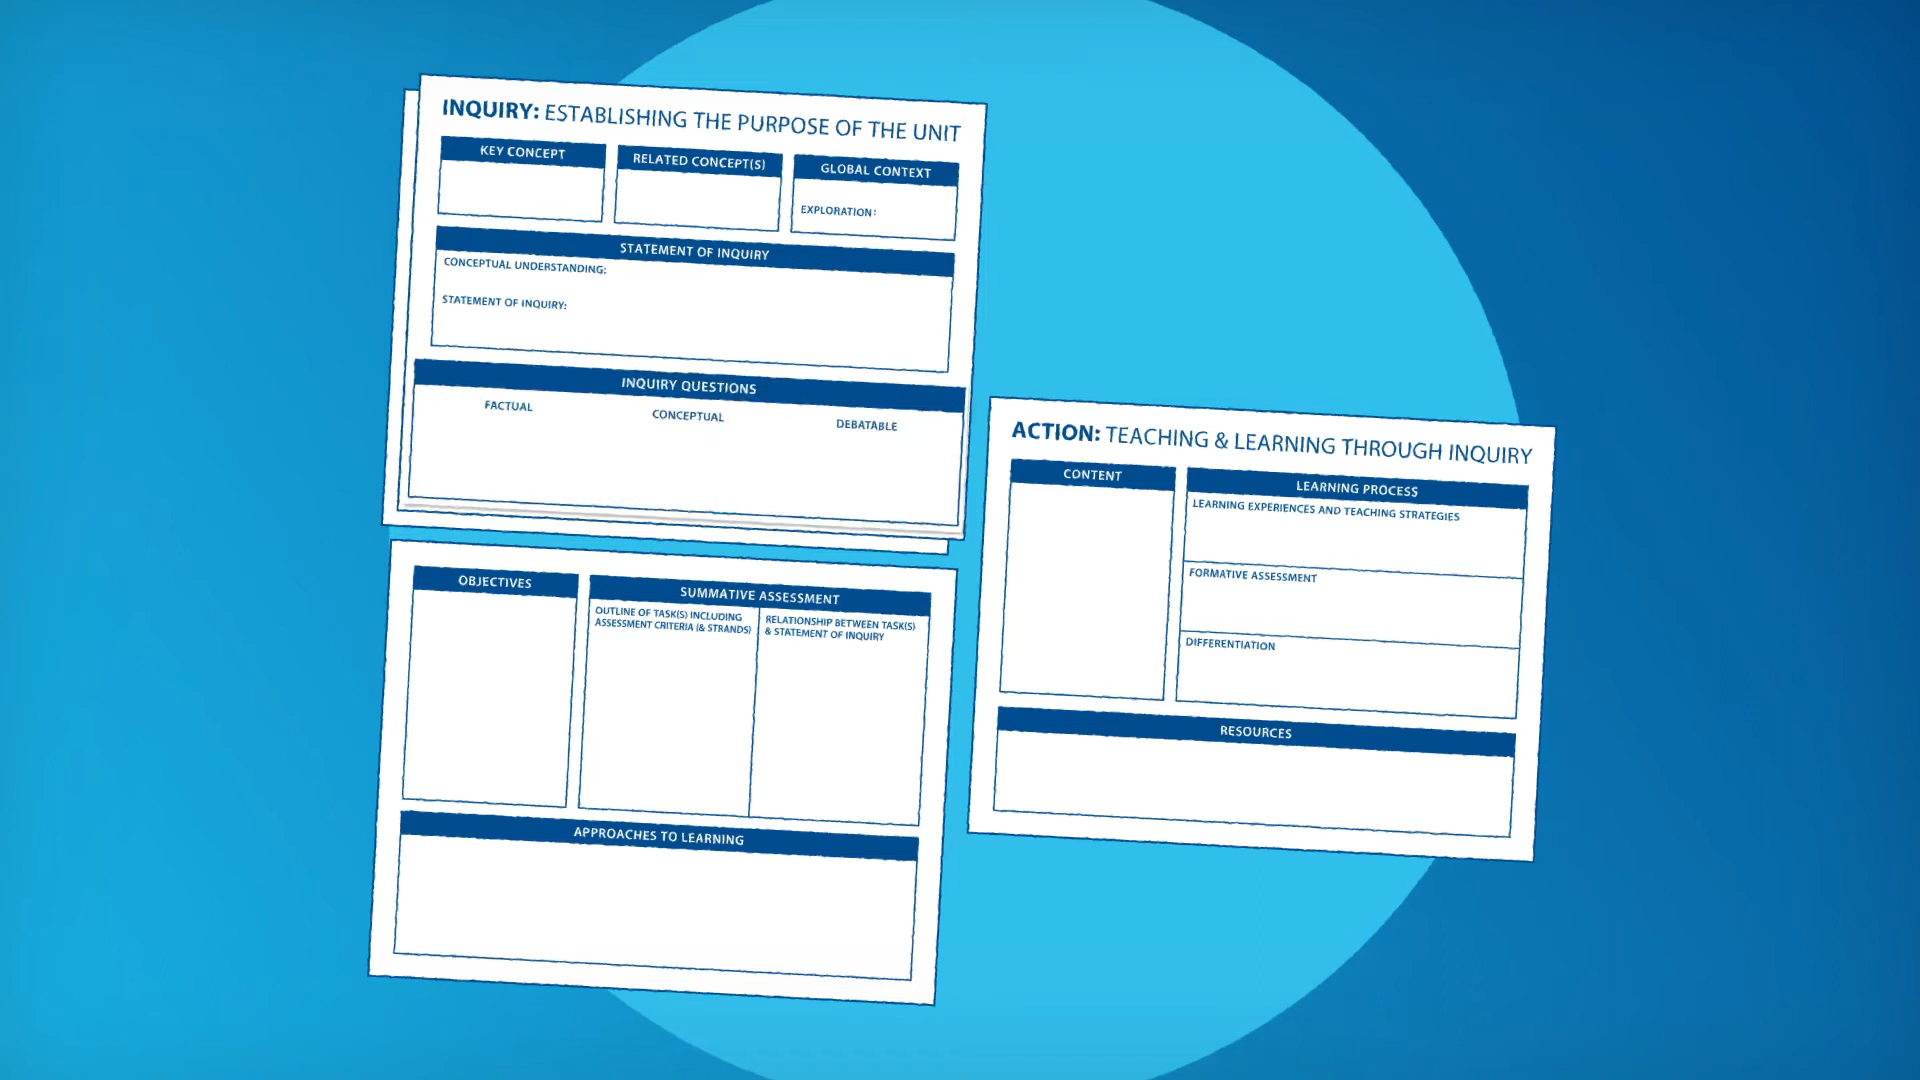 INQUIRY: ESTABLISHING THE PURPOSE OF THE UNIT
KEY CONCEPT
RELATED CONCEPT(S)
GLOBAL CONTEXT
EXPLORATION:
STATEMENT OF INQUIRY
CONCEPTUAL UNDERSTANDING:
STATEMENT OF INQUIRY:
INQUIRY QUESTIONS
FACTUAL
CONCEPTUAL
DEBATABLE
OBJECTIVES
SUMMATIVE ASSESSMENT
OUTLINE OF TASK(S) INCLUDING
ASSESSMENT CRITERIA (& STRANDS)
RELATIONSHIP BETWEEN TASK(S)
& STATEMENT OF INQUIRY
APPROACHES TO LEARNING
ACTION: TEACHING & LEARNING THROUGH INQUIRY
CONTENT
LEARNING PROCESS
LEARNING EXPERIENCES AND TEACHING STRATEGIES
FORMATIVE ASSESSMENT
DIFFERENTIATION
RESOURCES